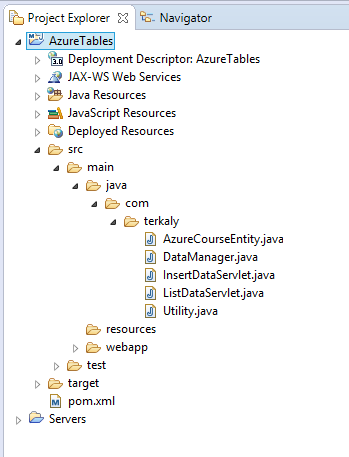 Project Explorer Navigator
AzureTables
3.0 Deployment Descriptor: AzureTables
JAX-WS Web Services
Java Resources
JavaScript Resources
Deployed Resources
src
main
java
com
terkaly
AzureCourseEntity.java
DataManager.java
InsertDataServlet.java
ListDataServlet.java
Utility.java
resources
webapp
test
target
pom.xml
Servers